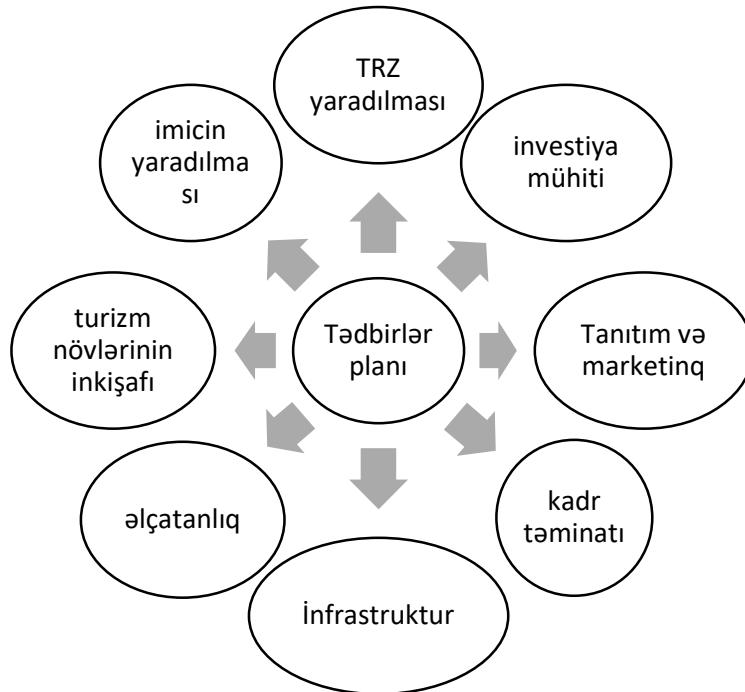 TRZ
yaradılması
investiya
mühiti
Tanıtım və
marketinq
kadr
təminatı
İnfrastruktur
əlçatanlıq
turizm
növlərinin
inkişafı
imicin
yaradılma
sı
Tədbirlər
planı